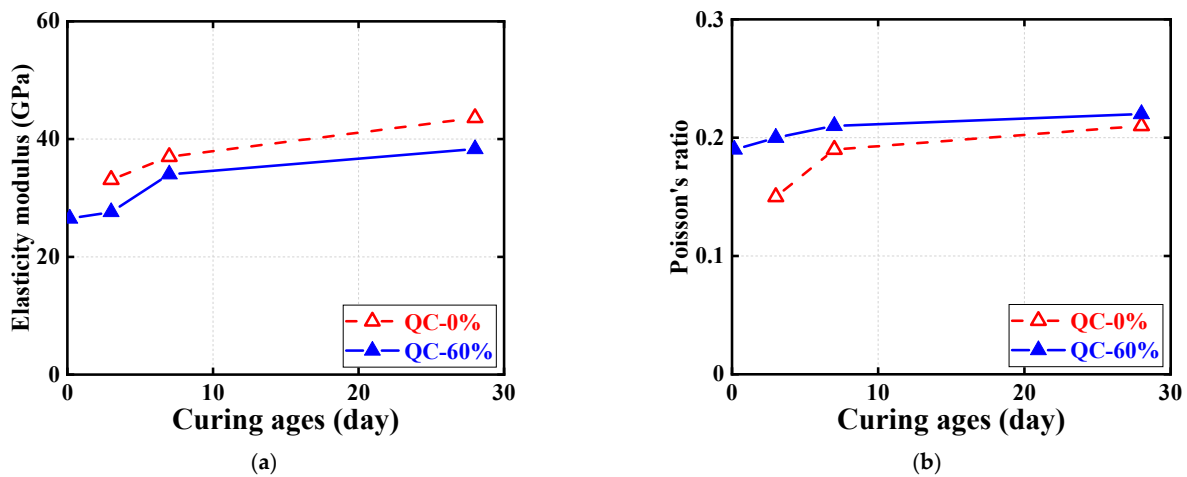 60
40
20
0
0
10
20
30
Elasticity modulus (GPa)
Curing ages (day)
QC-0%
QC-60%
(a)
0.3
0.2
0.1
0
0
10
20
30
Poisson's ratio
Curing ages (day)
QC-0%
QC-60%
(b)